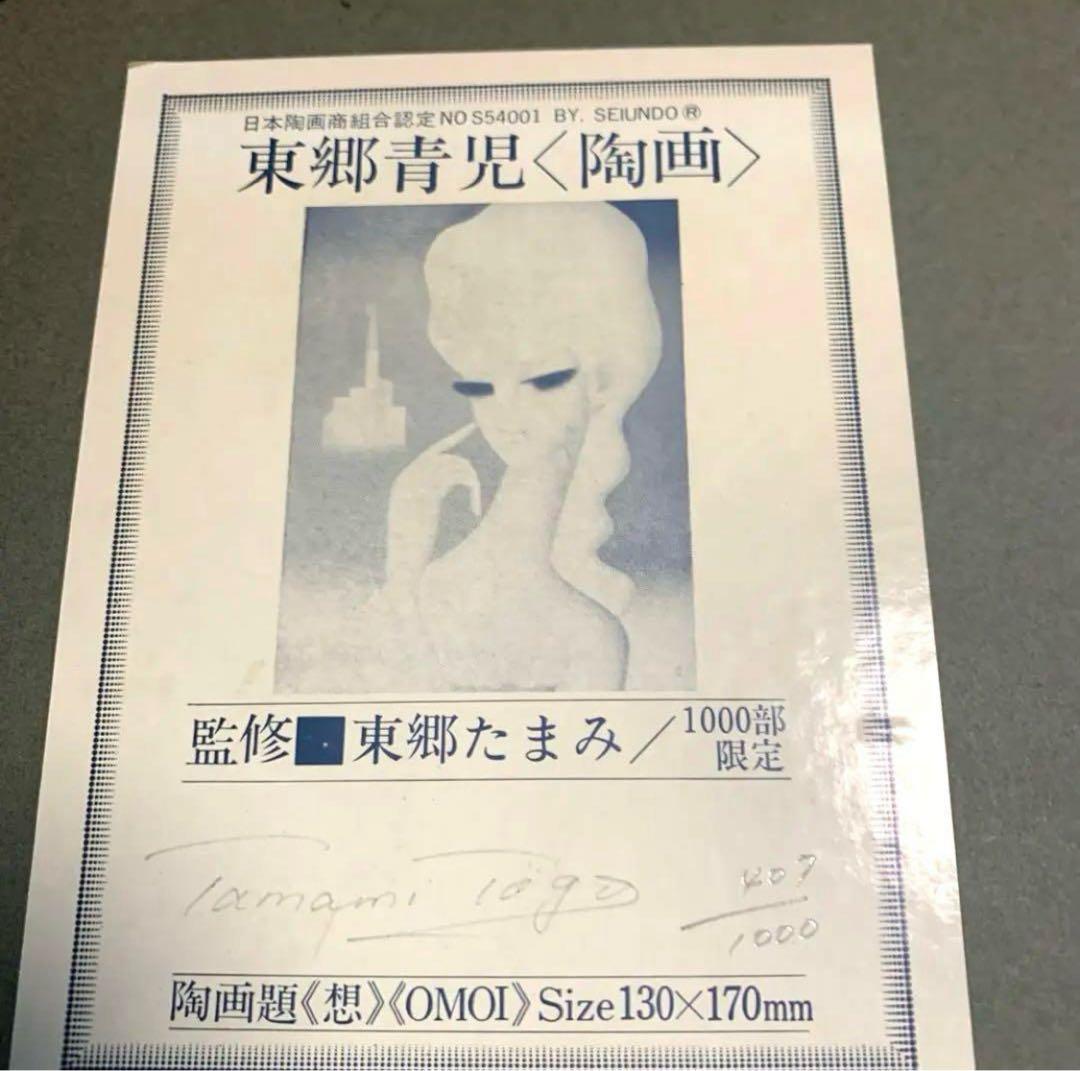 日本陶画商組合認定NO S54001 BY. SEIUNDO®
東郷青児〈陶画〉
監修■東郷たまみ／1000部限定
Tamami Togo
407/1000
陶画題《想》《OMOI》Size130×170mm